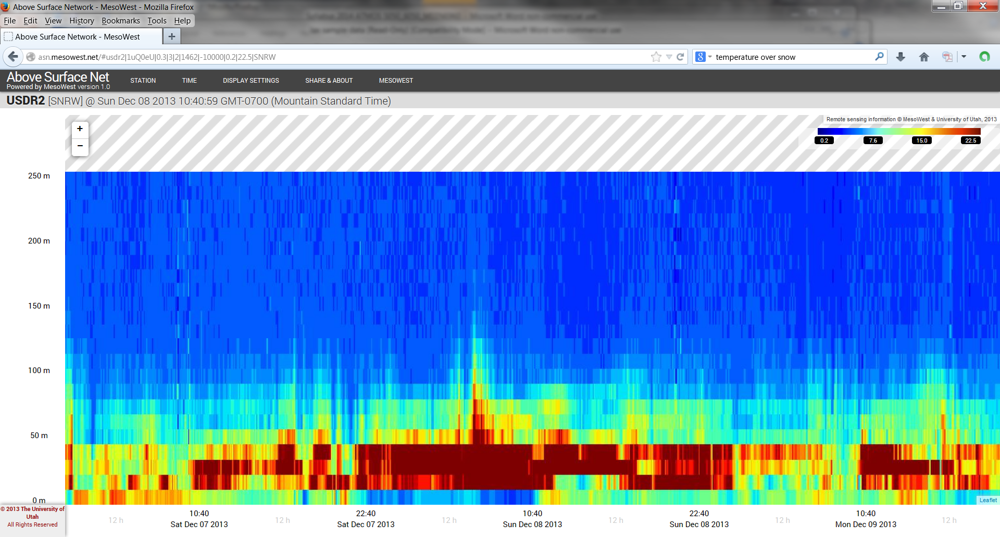 Above Surface Network - MesoWest - Mozilla Firefox
File Edit View History Bookmarks Tools Help
Above Surface Network - MesoWest
asn.mesowest.net/#usdr2|1uQ0eU|0.3|3|2|1462|-10000|0.2|22.5|SNRW
temperature over snow
Above Surface Net
Powered by MesoWest version 1.0
STATION TIME DISPLAY SETTINGS SHARE & ABOUT MESOWEST
USDR2 [SNRW] @ Sun Dec 08 2013 10:40:59 GMT-0700 (Mountain Standard Time)
+
−
Remote sensing information © MesoWest & University of Utah, 2013
0.2 7.6 15.0 22.5
250 m
200 m
150 m
100 m
50 m
0 m
Leaflet
© 2013 The University of
Utah
All Rights Reserved
12 h 10:40 12 h 22:40 12 h 10:40 12 h 22:40 12 h 10:40 12 h
Sat Dec 07 2013 Sat Dec 07 2013 Sun Dec 08 2013 Sun Dec 08 2013 Mon Dec 09 2013